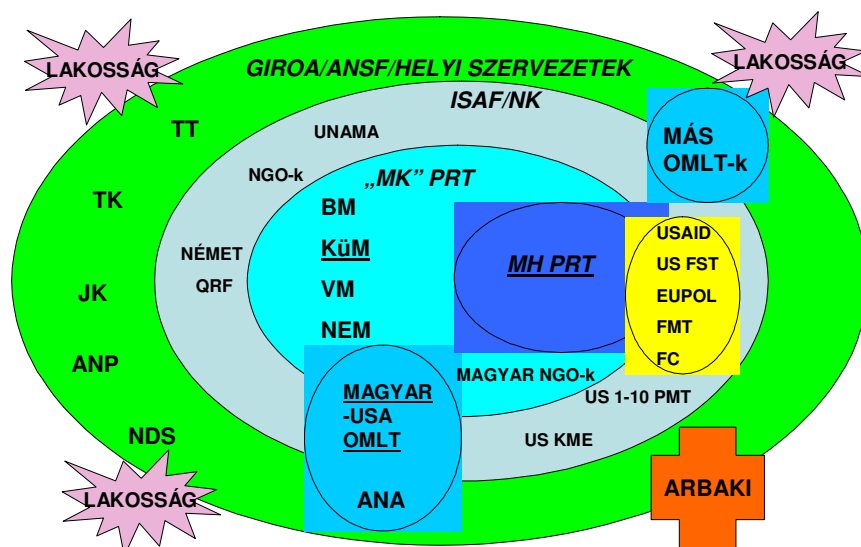 LAKOSSÁG
LAKOSSÁG
GIROA/ANSF/HELYI SZERVEZETEK
ISAF/NK
TT
UNAMA
MÁS
OMLT-k
NGO-k
„MK” PRT
TK
BM
USAID
NÉMET
QRF
KüM
MH PRT
US FST
JK
VM
EUPOL
NEM
FMT
ANP
FC
MAGYAR NGO-k
MAGYAR
-USA
OMLT
US 1-10 PMT
NDS
US KME
ANA
ARBAKI
LAKOSSÁG